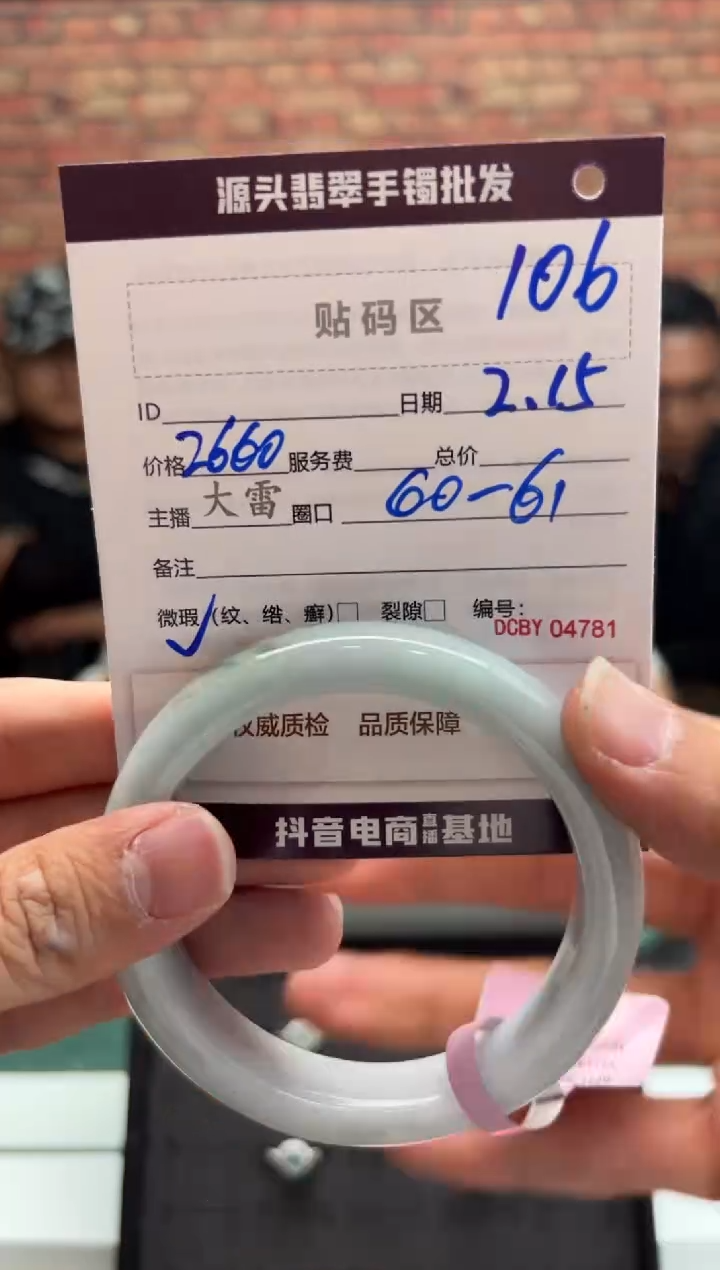 源头翡翠手镯批发
106
贴码区
ID 日期 2.15
价格 2660 服务费 总价
主播 大雷 圈口 60-61
备注
微瑕 ✓ (纹、绺、癣)□ 裂隙□ 编号:
DCBY 04781
权威质检 品质保障
抖音电商直播基地